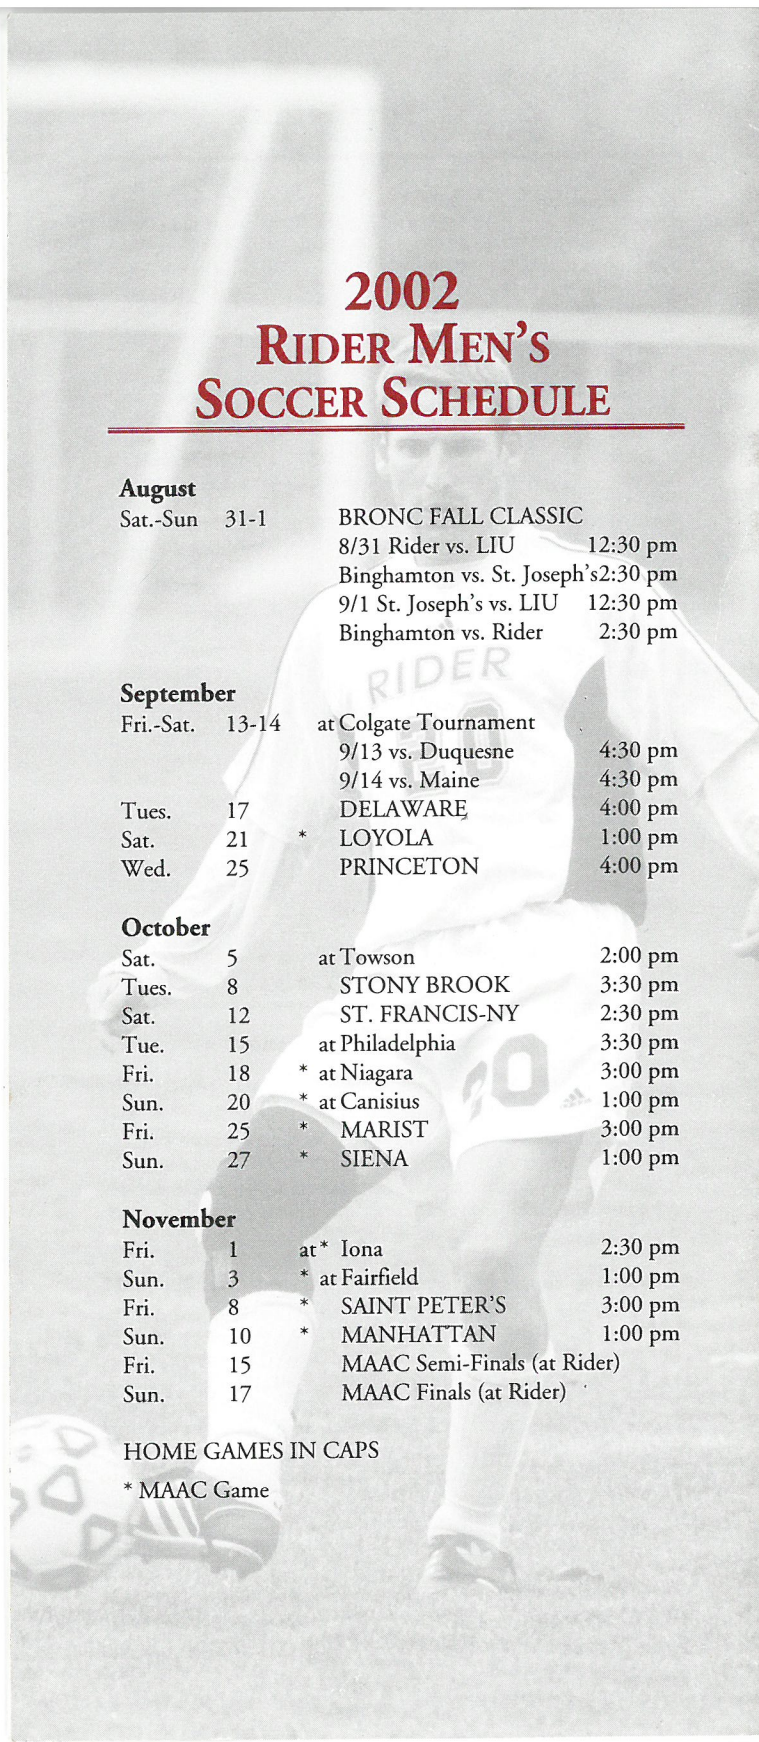 2002
RIDER MEN'S
SOCCER SCHEDULE
August
Sat.-Sun 31-1 BRONC FALL CLASSIC
8/31 Rider vs. LIU 12:30 pm
Binghamton vs. St. Joseph's2:30 pm
9/1 St. Joseph's vs. LIU 12:30 pm
Binghamton vs. Rider 2:30 pm
RIDER
September
Fri.-Sat. 13-14 at Colgate Tournament
9/13 vs. Duquesne 4:30 pm
9/14 vs. Maine 4:30 pm
20
Tues. 17 DELAWARE 4:00 pm
Sat. 21 * LOYOLA 1:00 pm
Wed. 25 PRINCETON 4:00 pm
October
Sat. 5 at Towson 2:00 pm
Tues. 8 STONY BROOK 3:30 pm
Sat. 12 ST. FRANCIS-NY 2:30 pm
Tue. 15 at Philadelphia 3:30 pm
Fri. 18 * at Niagara 3:00 pm
20
Sun. 20 * at Canisius 1:00 pm
Fri. 25 * MARIST 3:00 pm
Sun. 27 * SIENA 1:00 pm
November
Fri. 1 at* Iona 2:30 pm
Sun. 3 * at Fairfield 1:00 pm
Fri. 8 * SAINT PETER'S 3:00 pm
Sun. 10 * MANHATTAN 1:00 pm
Fri. 15 MAAC Semi-Finals (at Rider)
Sun. 17 MAAC Finals (at Rider)
HOME GAMES IN CAPS
* MAAC Game